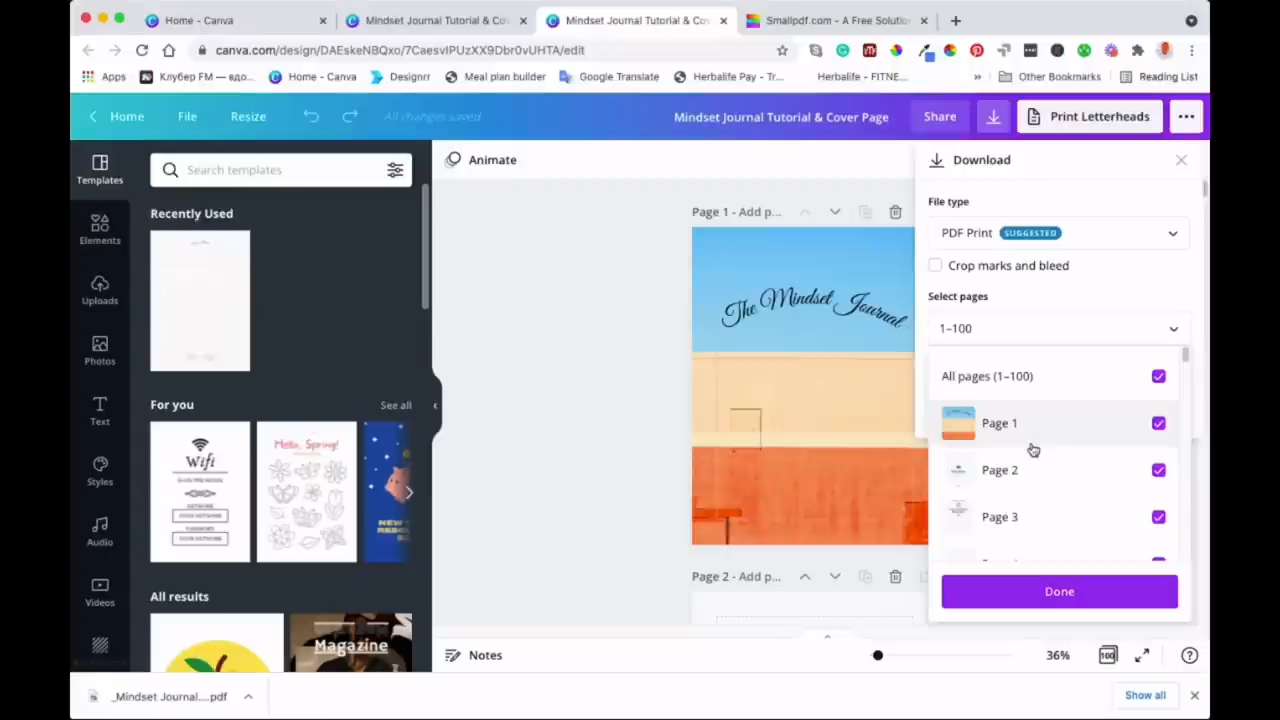 Home - Canva
Mindset Journal Tutorial & Cov
Mindset Journal Tutorial & Cov
Smallpdf.com - A Free Solutio
canva.com/design/DAEskeNBQxo/7CaesvIPUzXX9Dbr0vUHTA/edit
Apps
Клубер FM — вдо...
Home - Canva
Designrr
Meal plan builder
Google Translate
Herbalife Pay - Tr...
Herbalife - FITNE...
»
Other Bookmarks
Reading List
Home
File
Resize
All changes saved
Mindset Journal Tutorial & Cover Page
Share
Print Letterheads
Templates
Elements
Uploads
Photos
Text
Styles
Audio
Videos
Search templates
Recently Used
For you
See all
Wifi
Hello, Spring!
All results
Magazine
Animate
Page 1 - Add p...
The Mindset Journal
Page 2 - Add p...
Download
File type
PDF Print SUGGESTED
Crop marks and bleed
Select pages
1–100
All pages (1–100)
Page 1
Page 2
Page 3
Done
Notes
36%
100
_Mindset Journal....pdf
Show all